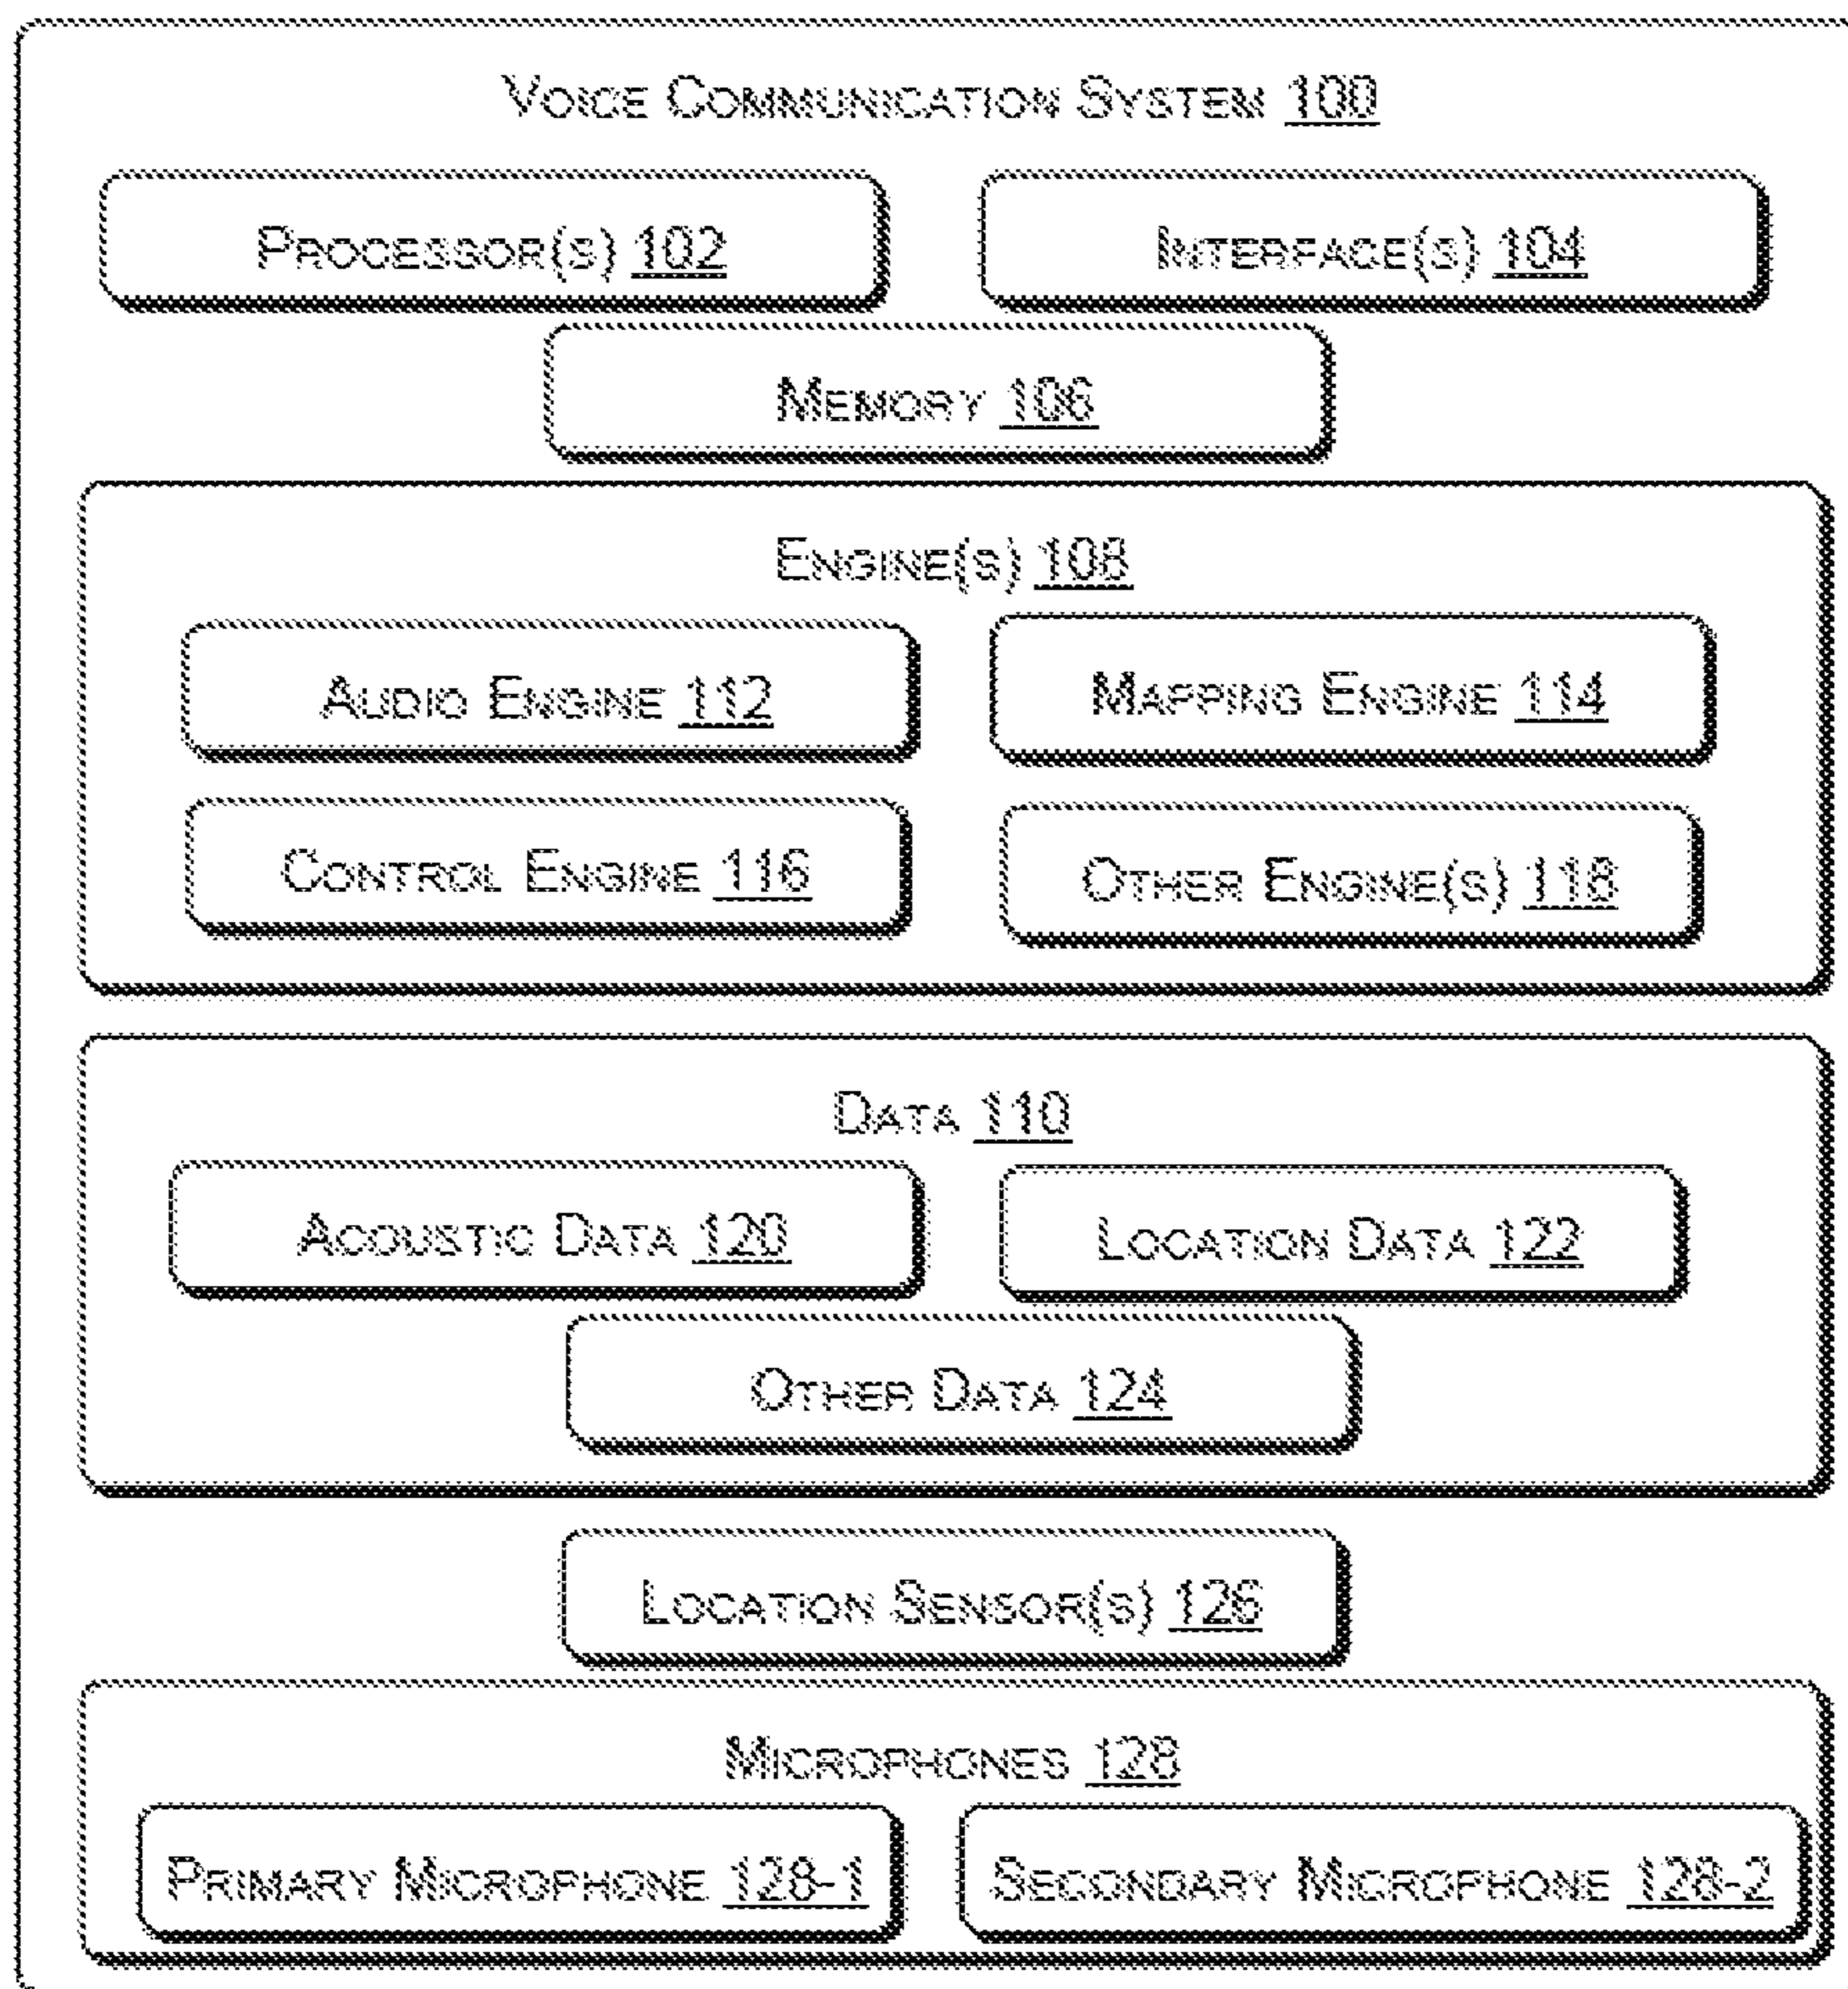 VOICE COMMUNICATION SYSTEM 100
PROCESSOR(S) 102
INTERFACE(S) 104
MEMORY 106
ENGINE(S) 108
AUDIO ENGINE 112
MAPPING ENGINE 114
CONTROL ENGINE 116
OTHER ENGINE(S) 118
DATA 110
ACOUSTIC DATA 120
LOCATION DATA 122
OTHER DATA 124
LOCATION SENSOR(S) 126
MICROPHONES 128
PRIMARY MICROPHONE 128-1
SECONDARY MICROPHONE 128-2